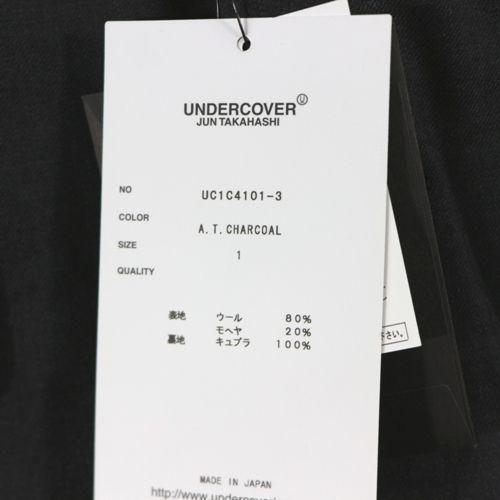 UNDERCOVER Ⓤ
JUN TAKAHASHI
NO UC1C4101-3
COLOR A.T.CHARCOAL
SIZE 1
QUALITY
表地 ウール 80%
モヘヤ 20%
裏地 キュプラ 100%
さい。
MADE IN JAPAN
http://www.undercover